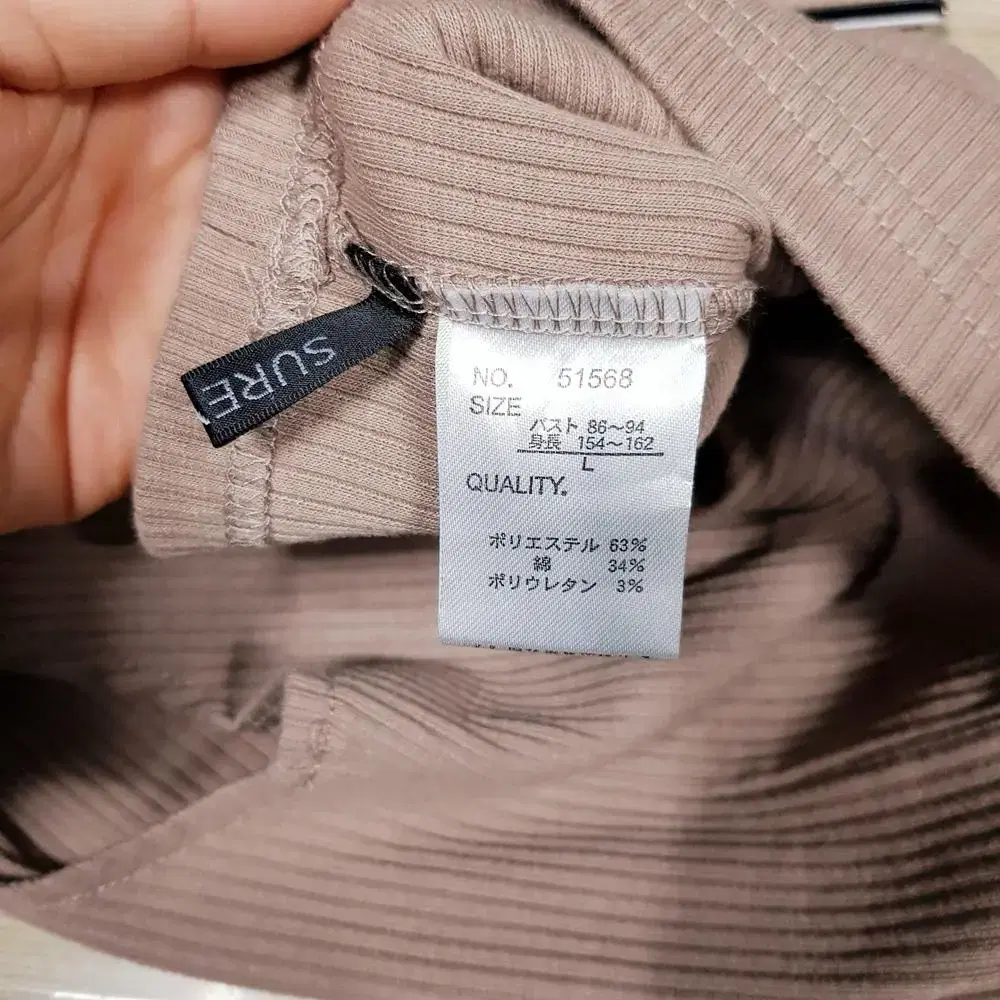 SURE
NO. 51568
SIZE
バスト 86~94
身長 154~162
L
QUALITY.
ポリエステル 63%
綿 34%
ポリウレタン 3%